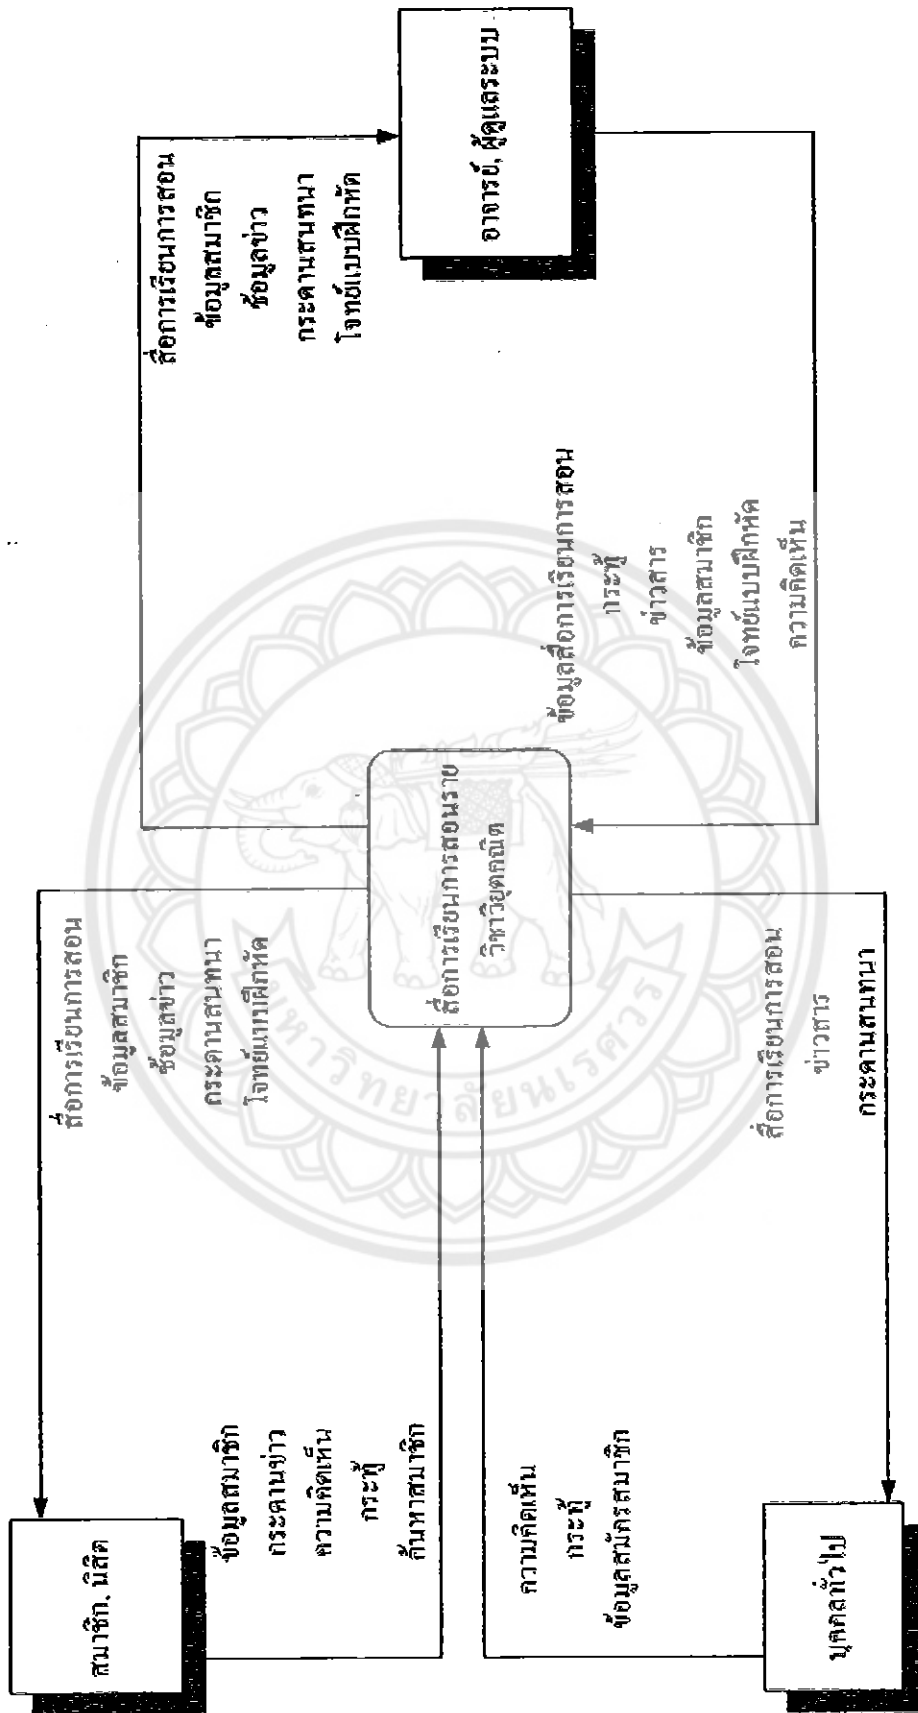 สมาชิก, นิสิต
สื่อการเรียนการสอน
ข้อมูลสมาชิก
ข้อมูลข่าว
กระดานสนทนา
โจทย์แบบฝึกหัด
ข้อมูลสมาชิก
กระดานข่าว
ความคิดเห็น
กระทู้
ค้นหาสมาชิก
สื่อการเรียนการสอนราย
วิชาวิยุตคณิต
สื่อการเรียนการสอน
ข้อมูลสมาชิก
ข้อมูลข่าว
กระดานสนทนา
โจทย์แบบฝึกหัด
อาจารย์, ผู้ดูแลระบบ
ข้อมูลสื่อการเรียนการสอน
กระทู้
ข่าวสาร
ข้อมูลสมาชิก
โจทย์แบบฝึกหัด
ความคิดเห็น
ความคิดเห็น
กระทู้
ข้อมูลสมัครสมาชิก
สื่อการเรียนการสอน
ข่าวสาร
กระดานสนทนา
บุคคลทั่วไป
มหาวิทยาลัยนเรศวร